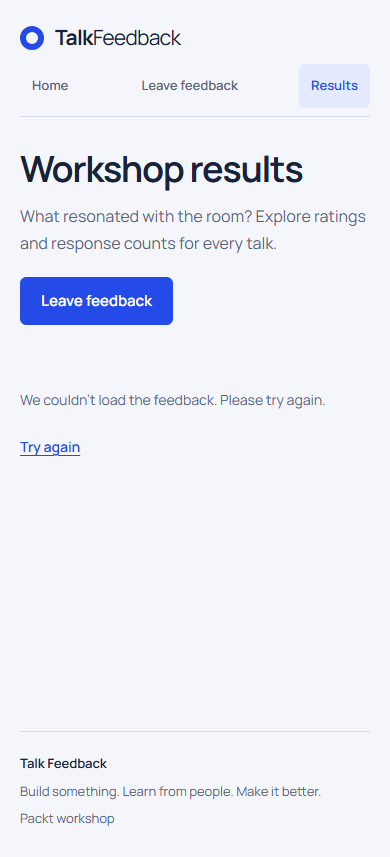 TalkFeedback
Home
Leave feedback
Results
Workshop results
What resonated with the room? Explore ratings
and response counts for every talk.
Leave feedback
We couldn't load the feedback. Please try again.
Try again
Talk Feedback
Build something. Learn from people. Make it better.
Packt workshop